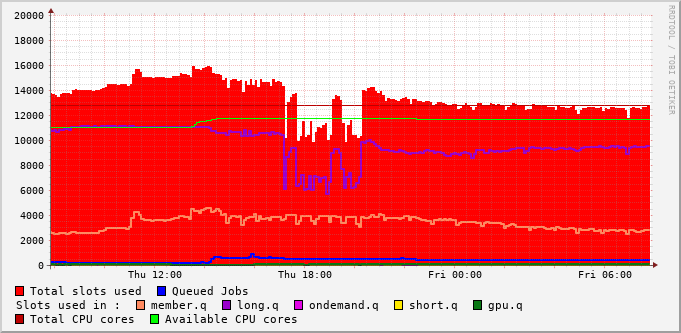 20000
18000
16000
14000
12000
10000
8000
6000
4000
2000
0
Thu 12:00 Thu 18:00 Fri 00:00 Fri 06:00
RRDTOOL / TOBI OETIKER
Total slots used Queued Jobs
Slots used in : member.q long.q ondemand.q short.q gpu.q
Total CPU cores Available CPU cores